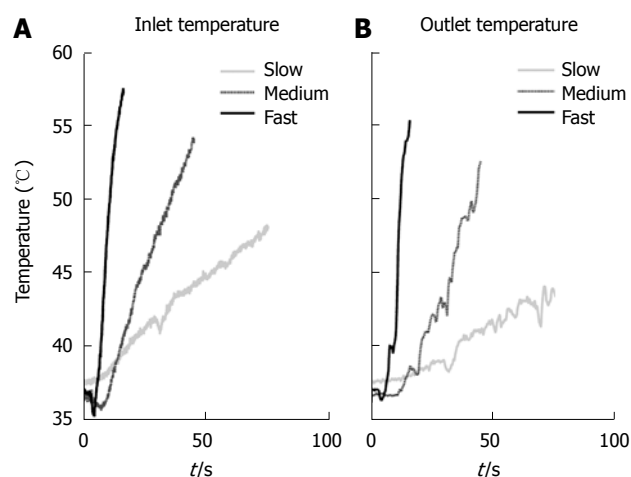 A Inlet temperature
60
55
50
45
40
35
Temperature (℃)
Slow
Medium
Fast
0 50 100
t/s
B Outlet temperature
Slow
Medium
Fast
0 50 100
t/s